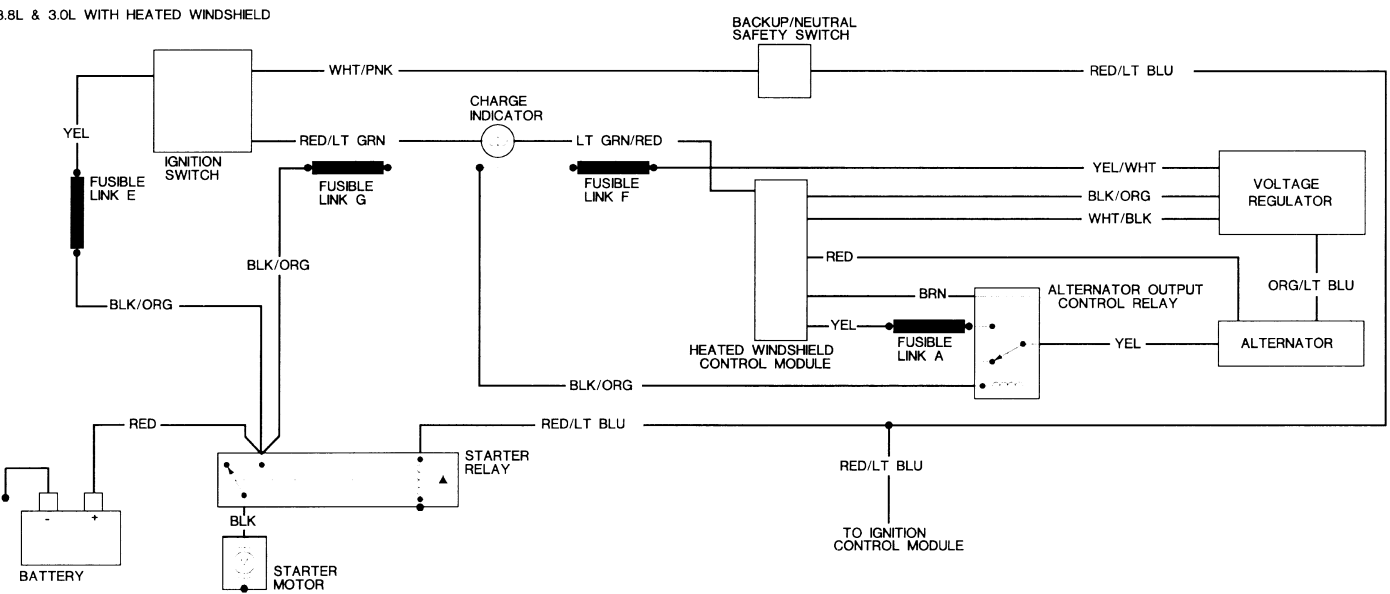 3.8L & 3.0L WITH HEATED WINDSHIELD
BACKUP/NEUTRAL
SAFETY SWITCH
WHT/PNK
RED/LT BLU
CHARGE
INDICATOR
YEL
RED/LT GRN
LT GRN/RED
IGNITION
SWITCH
FUSIBLE
LINK E
FUSIBLE
LINK G
FUSIBLE
LINK F
YEL/WHT
BLK/ORG
WHT/BLK
VOLTAGE
REGULATOR
BLK/ORG
RED
ORG/LT BLU
BLK/ORG
BRN
ALTERNATOR OUTPUT
CONTROL RELAY
YEL
FUSIBLE
LINK A
YEL
ALTERNATOR
HEATED WINDSHIELD
CONTROL MODULE
BLK/ORG
RED
RED/LT BLU
STARTER
RELAY
RED/LT BLU
- +
BLK
BATTERY
STARTER
MOTOR
TO IGNITION
CONTROL MODULE